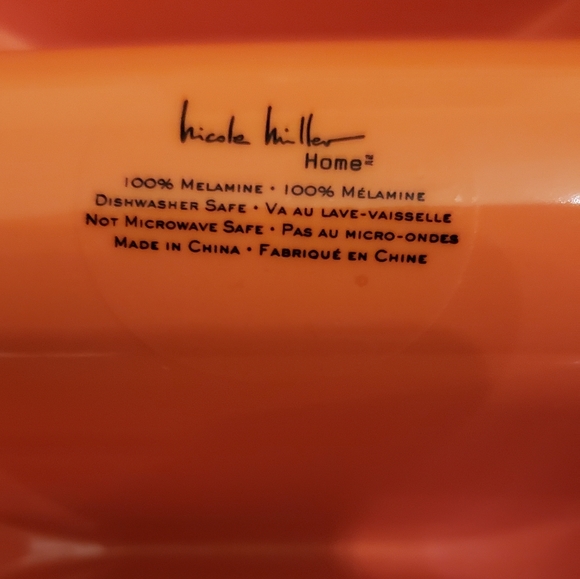 Nicole Miller
Home
100% MELAMINE • 100% MÉLAMINE
DISHWASHER SAFE • VA AU LAVE-VAISSELLE
NOT MICROWAVE SAFE • PAS AU MICRO-ONDES
MADE IN CHINA • FABRIQUÉ EN CHINE